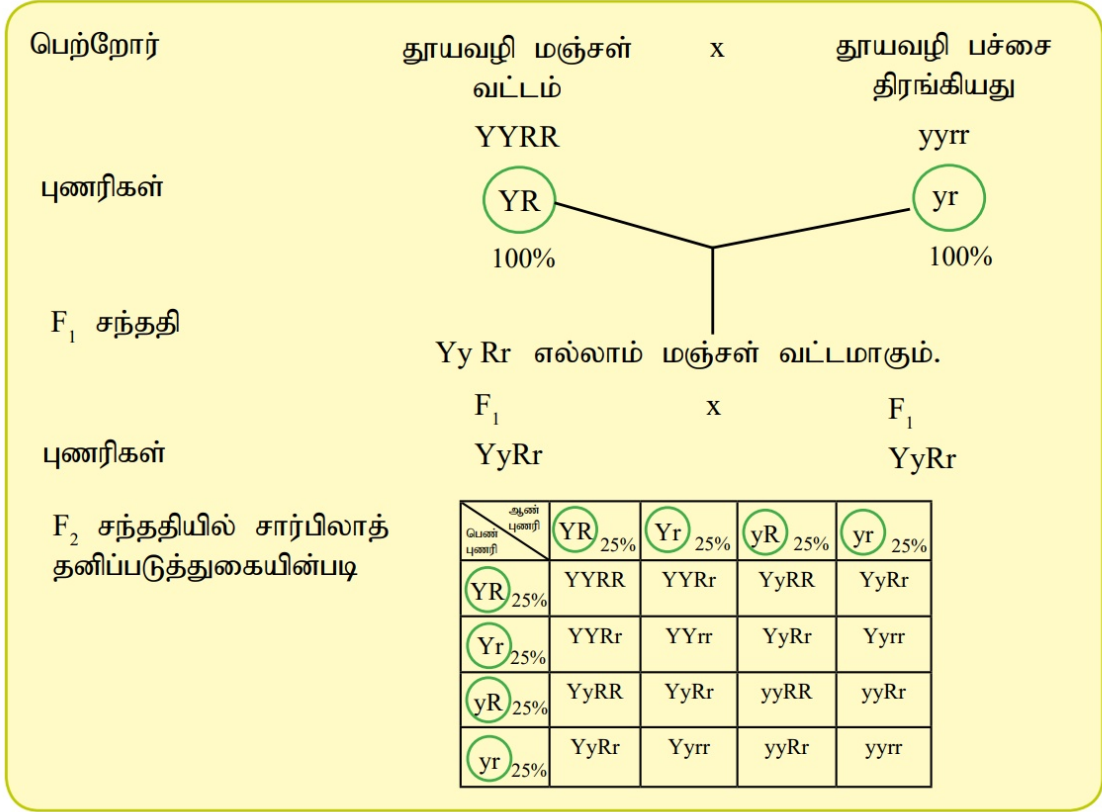 பெற்றோர் தூயவழி மஞ்சள் x தூயவழி பச்சை
வட்டம் திரங்கியது
YYRR yyrr
புணரிகள் YR yr
100% 100%
F₁ சந்ததி
Yy Rr எல்லாம் மஞ்சள் வட்டமாகும்.
F₁ x F₁
புணரிகள் YyRr YyRr
F₂ சந்ததியில் சார்பிலாத்
தனிப்படுத்துகையின்படி
ஆண்
புணரி
பெண்
புணரி
YR 25% Yr 25% yR 25% yr 25%
YR 25% YYRR YYRr YyRR YyRr
Yr 25% YYRr YYrr YyRr Yyrr
yR 25% YyRR YyRr yyRR yyRr
yr 25% YyRr Yyrr yyRr yyrr